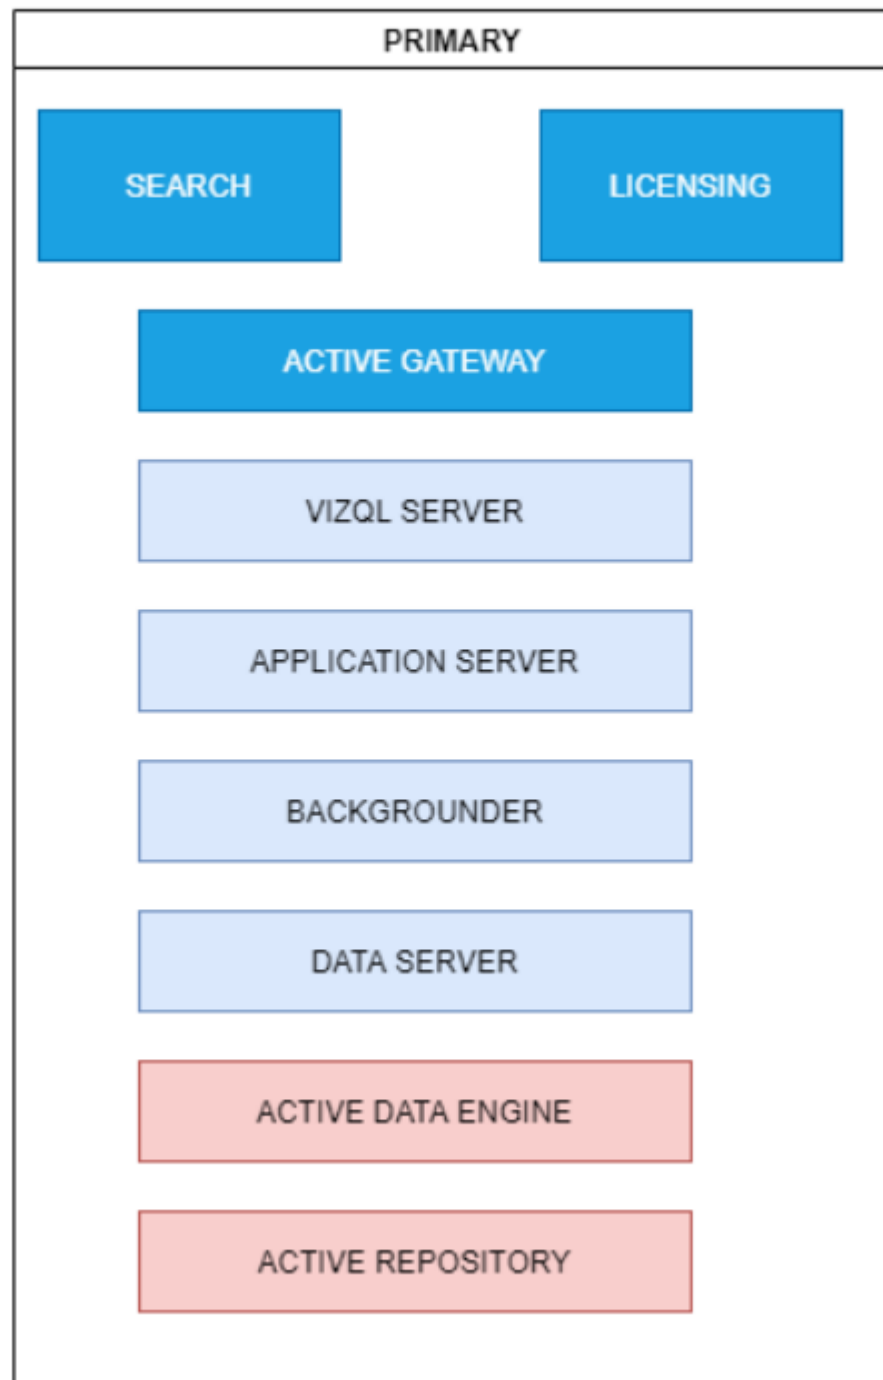 PRIMARY
SEARCH
LICENSING
ACTIVE GATEWAY
VIZQL SERVER
APPLICATION SERVER
BACKGROUNDER
DATA SERVER
ACTIVE DATA ENGINE
ACTIVE REPOSITORY